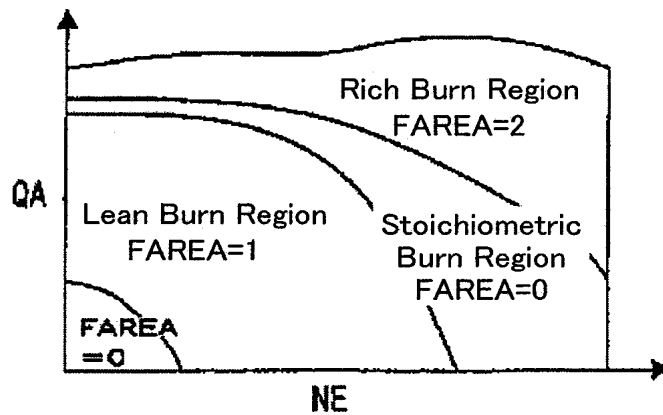 Rich Burn Region
FAREA=2
QA
Lean Burn Region
FAREA=1
Stoichiometric
Burn Region
FAREA=0
FAREA
=0
NE